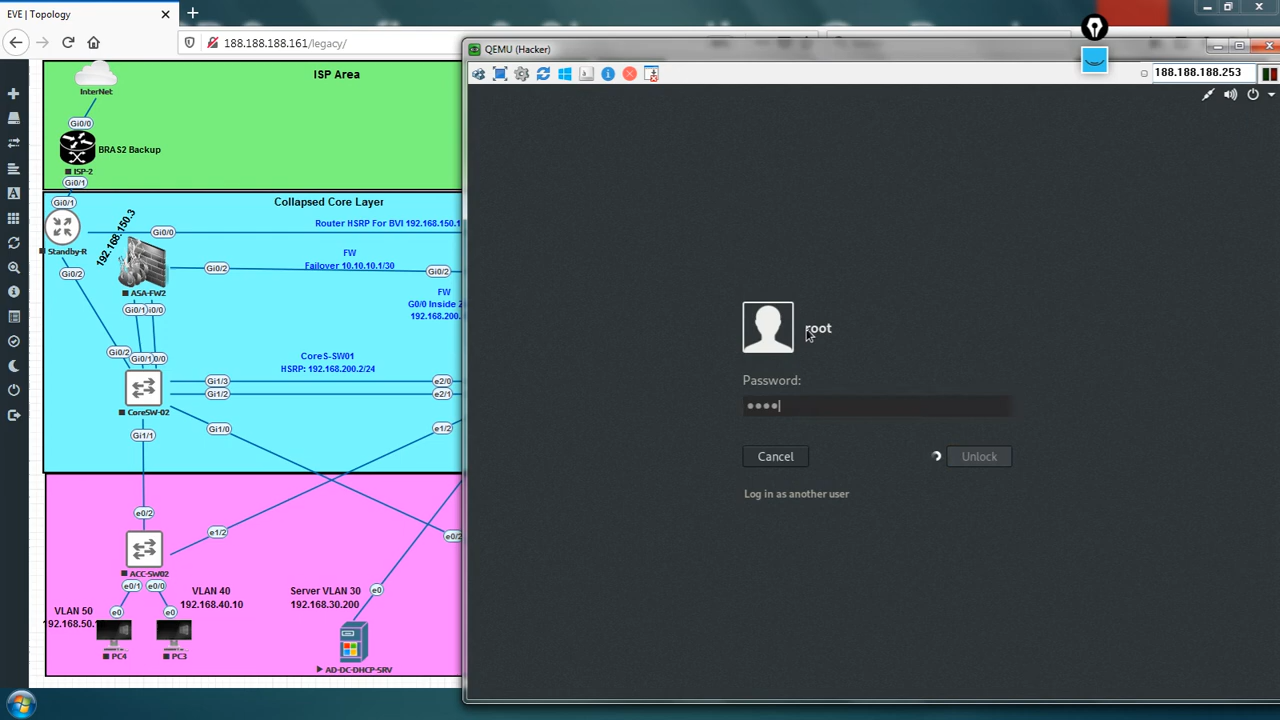 EVE | Topology
188.188.188.161/legacy/
ISP Area
InterNet
Gi0/0
BRAS2 Backup
ISP-2
Gi0/1
Gi0/1
Collapsed Core Layer
Router HSRP For BVI 192.168.150.1
Gi0/0
Standby-R
192.168.150.3
FW
Failover 10.10.10.1/30
Gi0/2
Gi0/2
Gi0/2
ASA-FW2
FW
G0/0 Inside Z
192.168.200.
Gi0/1
i0/0
Gi0/2
Gi0/1
0/0
CoreS-SW01
HSRP: 192.168.200.2/24
Gi1/3
e2/0
Gi1/2
e2/1
CoreSW-02
Gi1/0
e1/2
Gi1/1
e0/2
e1/2
e0/2
ACC-SW02
e0/1
e0/0
VLAN 40
192.168.40.10
Server VLAN 30
192.168.30.200
e0
VLAN 50
192.168.50.
e0
e0
PC4
PC3
AD-DC-DHCP-SRV
QEMU (Hacker)
188.188.188.253
root
Password:
Cancel
Unlock
Log in as another user